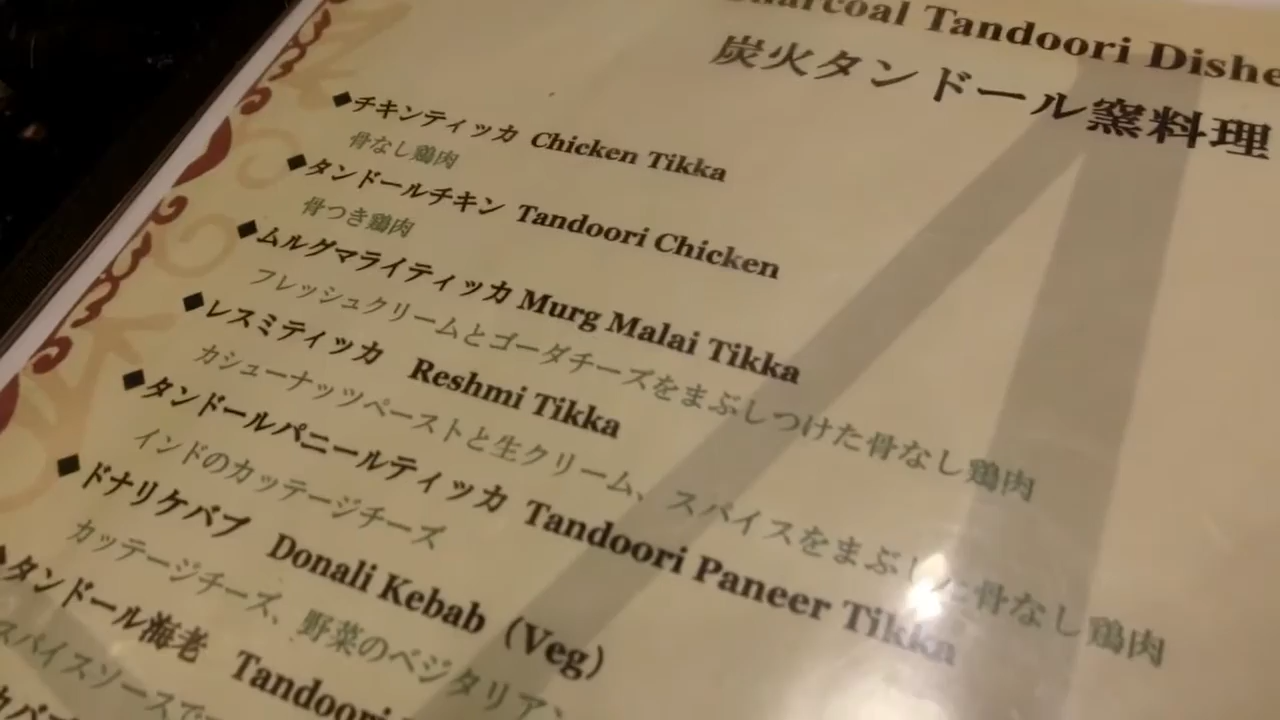 Charcoal Tandoori Dishe
炭火タンドール窯料理
◆チキンティッカ Chicken Tikka
骨なし鶏肉
◆タンドールチキン Tandoori Chicken
骨つき鶏肉
◆ムルグマライティッカ Murg Malai Tikka
フレッシュクリームとゴーダチーズをまぶしつけた骨なし鶏肉
◆レスミティッカ Reshmi Tikka
カシューナッツペーストと生クリーム、スパイスをまぶした骨なし鶏肉
◆タンドールパニールティッカ Tandoori Paneer Tikka
インドのカッテージチーズ
◆ドナリケバブ Donali Kebab (Veg)
カッテージチーズ、野菜のベジタリアン
◆タンドール海老 Tandoori
スパイスソースで